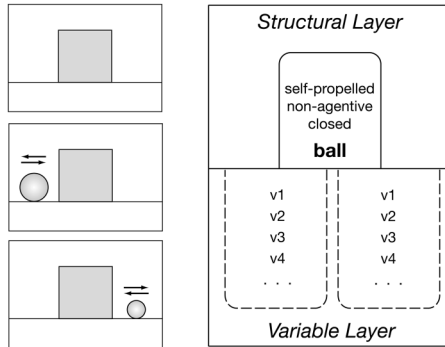 Structural Layer
self-propelled
non-agentive
closed
ball
v1 v1
v2 v2
v3 v3
v4 v4
. . . . . .
Variable Layer